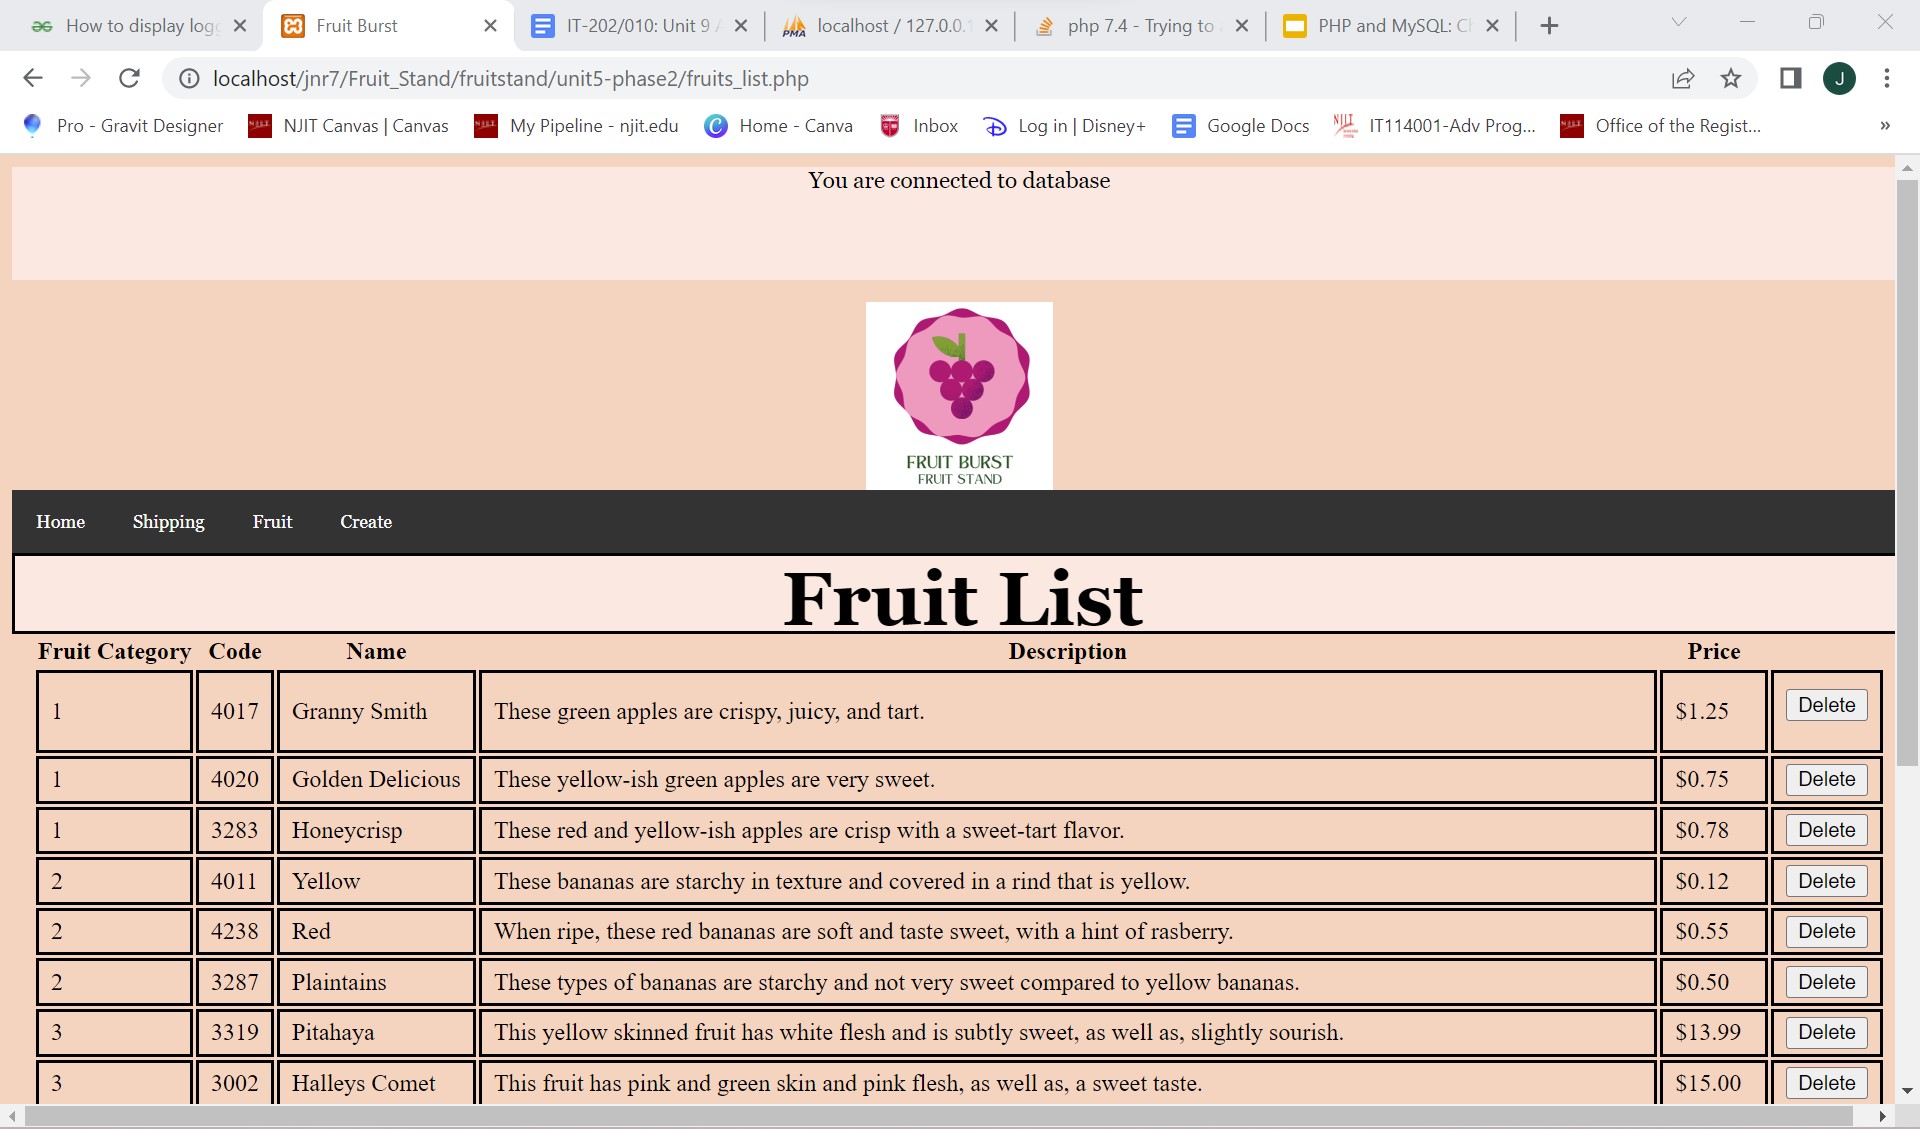 How to display log
Fruit Burst
IT-202/010: Unit 9
localhost / 127.0.0.1
php 7.4 - Trying to
PHP and MySQL: C
localhost/jnr7/Fruit_Stand/fruitstand/unit5-phase2/fruits_list.php
J
Pro - Gravit Designer
NJIT Canvas | Canvas
My Pipeline - njit.edu
Home - Canva
Inbox
Log in | Disney+
Google Docs
IT114001-Adv Prog...
Office of the Regist...
»
You are connected to database
FRUIT BURST
FRUIT STAND
Home Shipping Fruit Create
Fruit List
Fruit Category Code Name Description Price
1 4017 Granny Smith These green apples are crispy, juicy, and tart. $1.25 Delete
1 4020 Golden Delicious These yellow-ish green apples are very sweet. $0.75 Delete
1 3283 Honeycrisp These red and yellow-ish apples are crisp with a sweet-tart flavor. $0.78 Delete
2 4011 Yellow These bananas are starchy in texture and covered in a rind that is yellow. $0.12 Delete
2 4238 Red When ripe, these red bananas are soft and taste sweet, with a hint of rasberry. $0.55 Delete
2 3287 Plaintains These types of bananas are starchy and not very sweet compared to yellow bananas. $0.50 Delete
3 3319 Pitahaya This yellow skinned fruit has white flesh and is subtly sweet, as well as, slightly sourish. $13.99 Delete
3 3002 Halleys Comet This fruit has pink and green skin and pink flesh, as well as, a sweet taste. $15.00 Delete